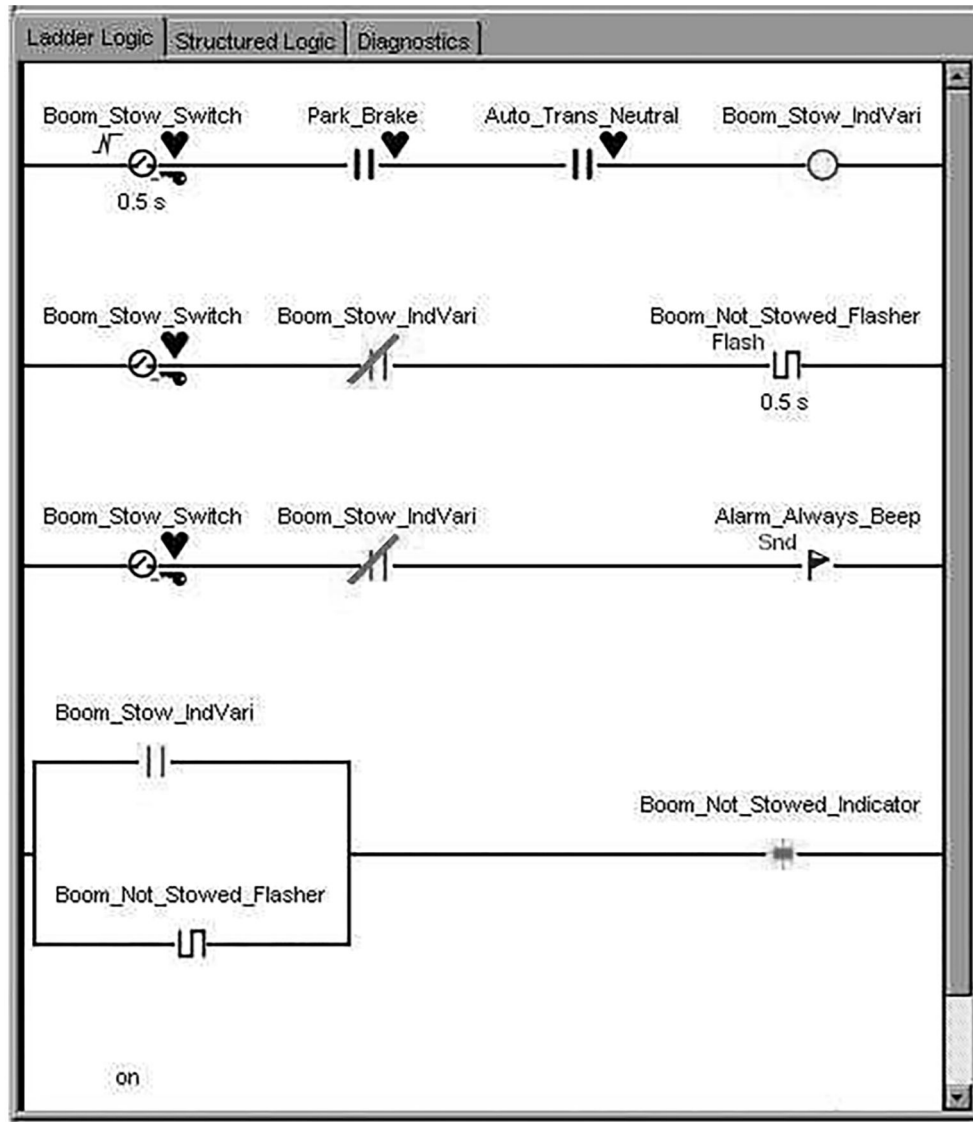 Ladder Logic Structured Logic Diagnostics
Boom_Stow_Switch Park_Brake Auto_Trans_Neutral Boom_Stow_IndVari
0.5 s
Boom_Stow_Switch Boom_Stow_IndVari Boom_Not_Stowed_Flasher
Flash
0.5 s
Boom_Stow_Switch Boom_Stow_IndVari Alarm_Always_Beep
Snd
Boom_Stow_IndVari
Boom_Not_Stowed_Indicator
Boom_Not_Stowed_Flasher
on